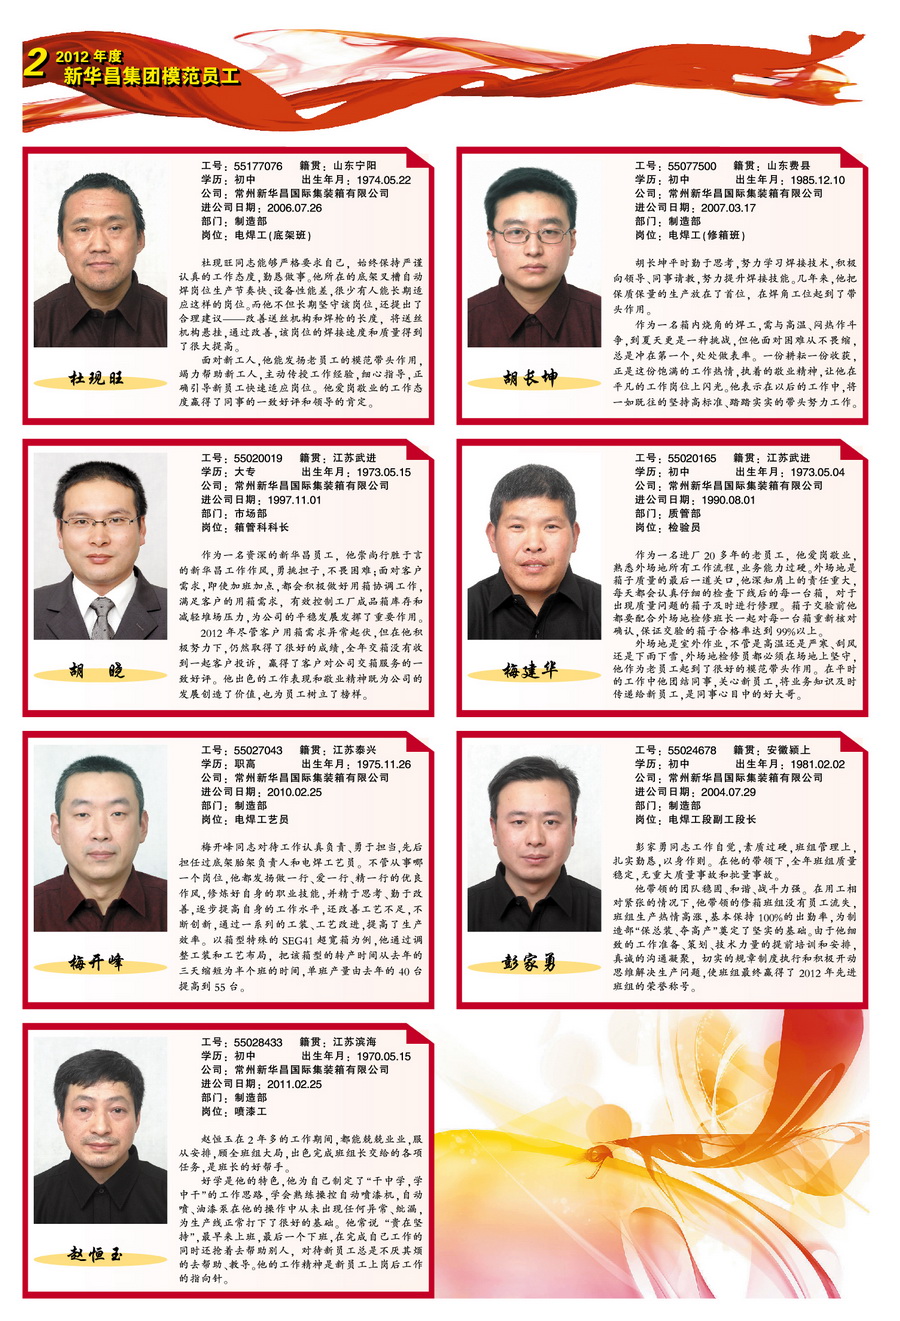 2
2012 年度
新华昌集团模范员工
工号：55177076　籍贯：山东宁阳
学历：初中　出生年月：1974.05.22
公司：常州新华昌国际集装箱有限公司
进公司日期：2006.07.26
部门：制造部
岗位：电焊工(底架班)
杜现旺同志能够严格要求自己，始终保持严谨
认真的工作态度,勤恳做事。他所在的底架叉槽自动
焊岗位生产节奏快、设备性能差,很少有人能长期适
应这样的岗位。而他不但长期坚守该岗位,还提出了
合理建议——改善送丝机构和焊枪的长度，将送丝
机构悬挂,通过改善,该岗位的焊接速度和质量得到
了很大提高。
面对新工人,他能发扬老员工的模范带头作用,
竭力帮助新工人,主动传授工作经验,细心指导,正
确引导新员工快速适应岗位。他爱岗敬业的工作态
度赢得了同事的一致好评和领导的肯定。
杜现旺
工号：55077500　籍贯：山东费县
学历：初中　出生年月：1985.12.10
公司：常州新华昌国际集装箱有限公司
进公司日期：2007.03.17
部门：制造部
岗位：电焊工(修箱班)
胡长坤平时勤于思考,努力学习焊接技术,积极
向领导、同事请教,努力提升焊接技能。几年来,他把
保质保量的生产放在了首位，在焊角工位起到了带
头作用。
作为一名箱内烧角的焊工,需与高温、闷热作斗
争,到夏天更是一种挑战,但他面对困难从不畏缩,
总是冲在第一个,处处做表率。一份耕耘一份收获,
正是这份饱满的工作热情,执着的敬业精神,让他在
平凡的工作岗位上闪光。他表示在以后的工作中,将
一如既往的坚持高标准、踏踏实实的带头努力工作。
胡长坤
工号：55020019　籍贯：江苏武进
学历：大专　出生年月：1973.05.15
公司：常州新华昌国际集装箱有限公司
进公司日期：1997.11.01
部门：市场部
岗位：箱管科科长
作为一名资深的新华昌员工，他崇尚行胜于言
的新华昌工作作风,勇挑担子,不畏困难;面对客户
需求,即使加班加点,都会积极做好用箱协调工作,
满足客户的用箱需求，有效控制工厂成品箱库存和
减轻堆场压力,为公司的平稳发展发挥了重要作用。
2012 年尽管客户用箱需求异常起伏,但在他积
极努力下,仍然取得了很好的成绩,全年交箱没有收
到一起客户投诉，赢得了客户对公司交箱服务的一
致好评。他出色的工作表现和敬业精神既为公司的
发展创造了价值,也为员工树立了榜样。
胡　晓
工号：55020165　籍贯：江苏武进
学历：初中　出生年月：1973.05.04
公司：常州新华昌国际集装箱有限公司
进公司日期：1990.08.01
部门：质管部
岗位：检验员
作为一名进厂 20 多年的老员工，他爱岗敬业,
熟悉外场地所有工作流程,业务能力过硬。外场地是
箱子质量的最后一道关口,他深知肩上的责任重大,
每天都会认真仔细的检查下线后的每一台箱，对于
出现质量问题的箱子及时进行修理。箱子交验前他
都要配合外场地检修班长一起对每一台箱重新核对
确认,保证交验的箱子合格率达到 99%以上。
外场地是室外作业,不管是高温还是严寒、刮风
还是下雨下雪,外场地检修员都必须在场地上坚守,
他作为老员工起到了很好的模范带头作用。在平时
的工作中他团结同事,关心新员工,将业务知识及时
传递给新员工,是同事心目中的好大哥。
梅建华
工号：55027043　籍贯：江苏泰兴
学历：职高　出生年月：1975.11.26
公司：常州新华昌国际集装箱有限公司
进公司日期：2010.02.25
部门：制造部
岗位：电焊工艺员
梅开峰同志对待工作认真负责、勇于担当,先后
担任过底架胎架负责人和电焊工艺员。不管从事哪
一个岗位,他都发扬做一行、爱一行、精一行的优良
作风,修炼好自身的职业技能,并精于思考、勤于改
善,逐步提高自身的工作水平,还改善工艺不足,不
断创新,通过一系列的工装、工艺改进,提高了生产
效率。以箱型特殊的 SEG41 超宽箱为例,他通过调
整工装和工艺布局，把该箱型的转产时间从去年的
三天缩短为半个班的时间,单班产量由去年的 40 台
提高到 55 台。
梅开峰
工号：55024678　籍贯：安徽颍上
学历：初中　出生年月：1981.02.02
公司：常州新华昌国际集装箱有限公司
进公司日期：2004.07.29
部门：制造部
岗位：电焊工段副工段长
彭家勇同志工作自觉,素质过硬,班组管理上,
扎实勤恳,以身作则。在他的带领下,全年班组质量
稳定,无重大质量事故和批量事故。
他带领的团队稳固、和谐、战斗力强。在用工相
对紧张的情况下,他带领的修箱班组没有员工流失,
班组生产热情高涨,基本保持 100%的出勤率,为制
造部“保总装、夺高产”奠定了坚实的基础。由于他细
致的工作准备、策划、技术力量的提前培训和安排,
真诚的沟通凝聚，切实的规章制度执行和积极开动
思维解决生产问题,使班组最终赢得了 2012 年先进
班组的荣誉称号。
彭家勇
工号：55028433　籍贯：江苏滨海
学历：初中　出生年月：1970.05.15
公司：常州新华昌国际集装箱有限公司
进公司日期：2011.02.25
部门：制造部
岗位：喷漆工
赵恒玉在 2 年多的工作期间,都能兢兢业业,服
从安排,顾全班组大局,出色完成班组长交给的各项
任务,是班长的好帮手。
好学是他的特色,他为自己制定了“干中学,学
中干”的工作思路,学会熟练操控自动喷漆机,自动
喷、油漆泵在他的操作中从未出现任何异常、纰漏,
为生产线正常打下了很好的基础。他常说“贵在坚
持”,最早来上班,最后一个下班,在完成自己工作的
同时还抢着去帮助别人，对待新员工总是不厌其烦
的去帮助、教导。他的工作精神是新员工上岗后工作
的指向针。
赵恒玉